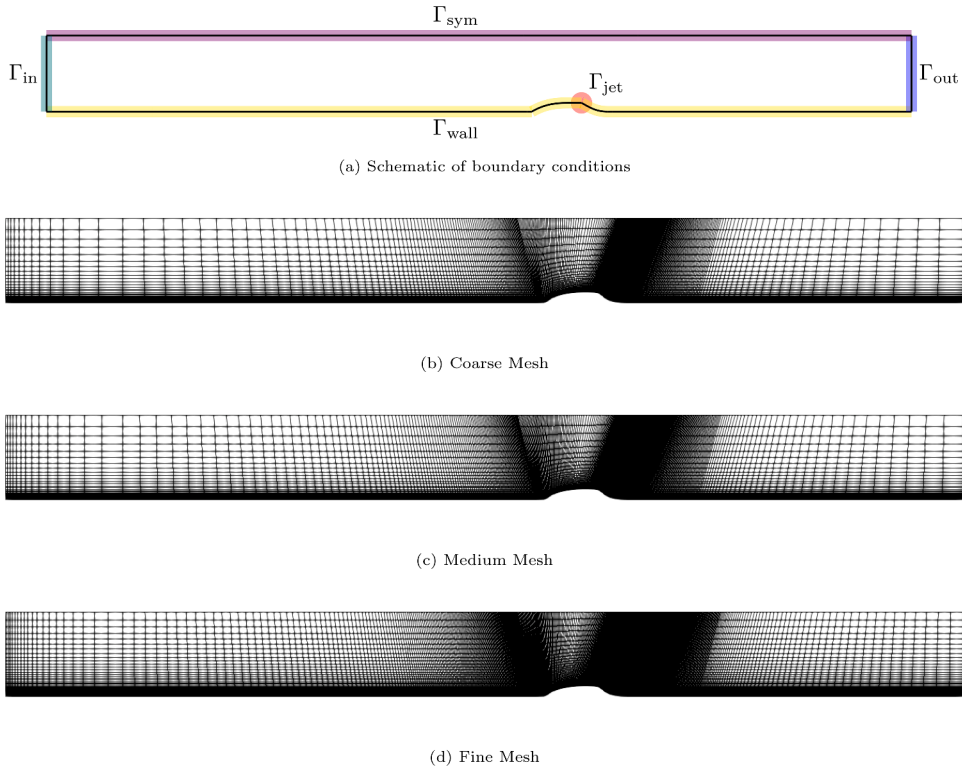 Γsym
Γin
Γjet
Γout
Γwall
(a) Schematic of boundary conditions
(b) Coarse Mesh
(c) Medium Mesh
(d) Fine Mesh